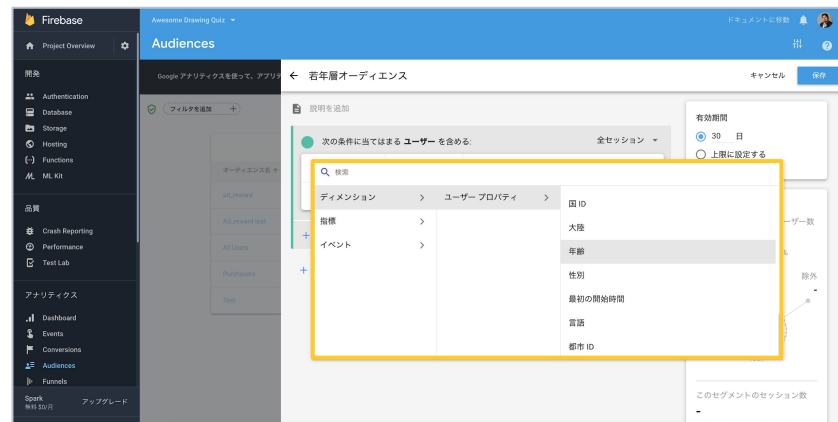 Firebase
Project Overview
開発
Authentication
Database
Storage
Hosting
Functions
ML Kit
品質
Crash Reporting
Performance
Test Lab
アナリティクス
Dashboard
Events
Conversions
Audiences
Funnels
Spark
無料 $0/月
アップグレード
Awesome Drawing Quiz
ドキュメントに移動
Audiences
Google アナリティクスを使って、アプリ
フィルタを追加
オーディエンス名
ad_reward
Ad_reward test
All Users
Purchasers
Test
若年層オーディエンス
キャンセル
保存
説明を追加
次の条件に当てはまる ユーザー を含める:
全セッション
検索
ディメンション
指標
イベント
ユーザー プロパティ
国 ID
大陸
年齢
性別
最初の開始時間
言語
都市 ID
有効期間
30 日
上限に設定する
ーザー数
%
除外
-
このセグメントのセッション数
-